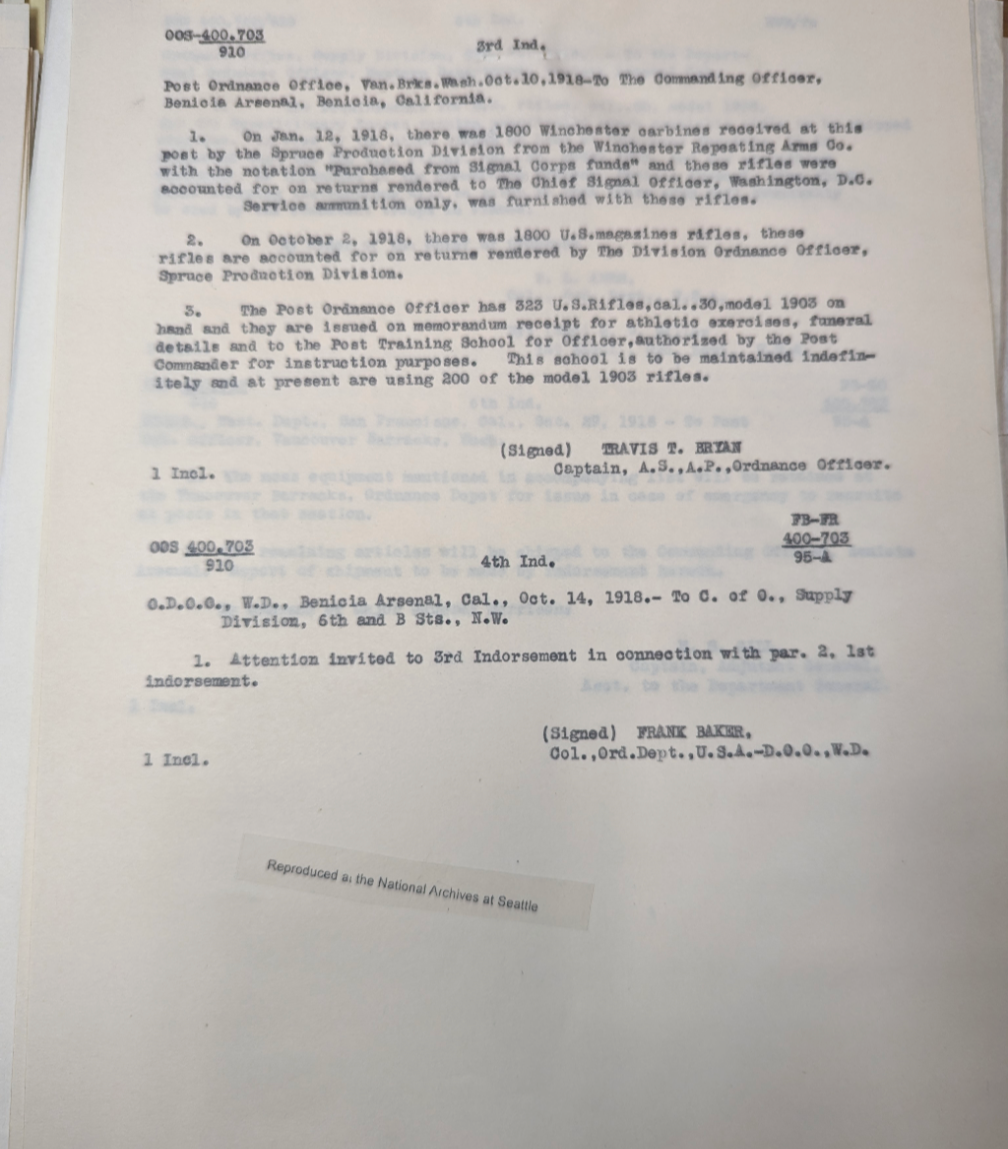 OOS-400.703
910
3rd Ind.
Post Ordnance Office, Van.Brks.Wash.Oct.10,1918-To The Commanding Officer,
Benicia Arsenal, Benicia, California.
1. On Jan. 12, 1918, there was 1800 Winchester carbines received at this
post by the Spruce Production Division from the Winchester Repeating Arms Co.
with the notation "Purchased from Signal Corps funds" and these rifles were
accounted for on returns rendered to The Chief Signal Officer, Washington, D.C.
Service ammunition only, was furnished with these rifles.
2. On October 2, 1918, there was 1800 U.S.magazines rifles, these
rifles are accounted for on returns rendered by The Division Ordnance Officer,
Spruce Production Division.
3. The Post Ordnance Officer has 323 U.S.Rifles,cal..30,model 1903 on
hand and they are issued on memorandum receipt for athletic exercises, funeral
details and to the Post Training School for Officer,authorized by the Post
Commander for instruction purposes. This school is to be maintained indefin-
itely and at present are using 200 of the model 1903 rifles.
(Signed) TRAVIS T. BRYAN
Captain, A.S.,A.P.,Ordnance Officer.
1 Incl.
FB-FR
400-703
95-A
OOS 400.703
910
4th Ind.
O.D.O.O., W.D., Benicia Arsenal, Cal., Oct. 14, 1918.- To C. of O., Supply
Division, 6th and B Sts., N.W.
1. Attention invited to 3rd Indorsement in connection with par. 2, 1st
indorsement.
(Signed) FRANK BAKER,
Col.,Ord.Dept.,U.S.A.-D.O.O.,W.D.
1 Incl.
Reproduced at the National Archives at Seattle